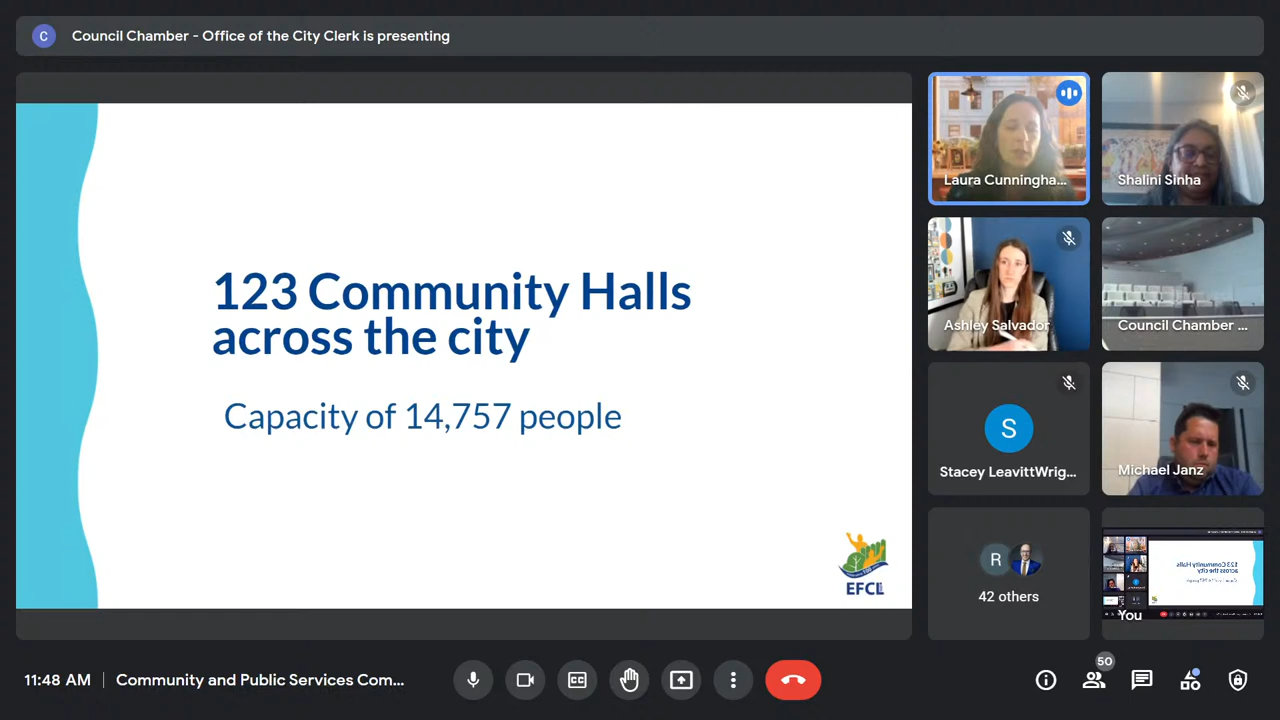 C
Council Chamber - Office of the City Clerk is presenting
123 Community Halls
across the city
Capacity of 14,757 people
EFCL
Laura Cunningha...
Shalini Sinha
Ashley Salvador
Council Chamber ...
S
Stacey LeavittWrig...
Michael Janz
R
42 others
You
11:48 AM
Community and Public Services Com...
CC
50